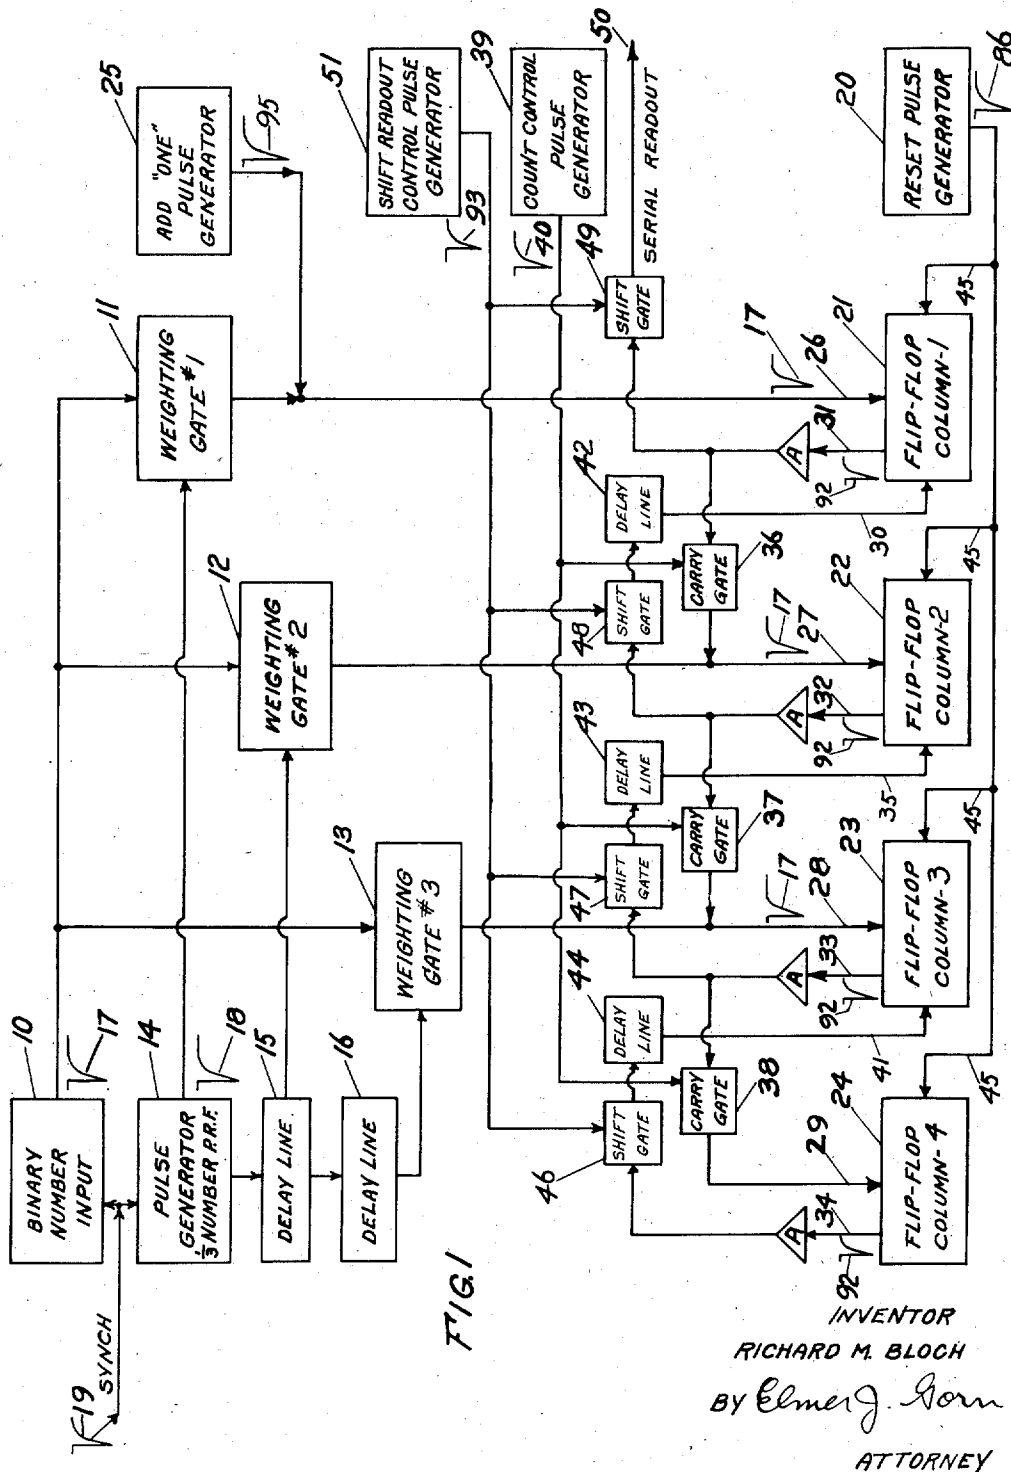 10
BINARY
NUMBER
INPUT
17
14
PULSE
GENERATOR
1/3 NUMBER P.R.F.
18
15
DELAY LINE
16
DELAY LINE
19
SYNCH
11
WEIGHTING
GATE #1
12
WEIGHTING
GATE #2
13
WEIGHTING
GATE #3
25
ADD "ONE"
PULSE
GENERATOR
95
51
SHIFT READOUT
CONTROL PULSE
GENERATOR
93
39
COUNT CONTROL
PULSE
GENERATOR
40
50
SERIAL READOUT
49
SHIFT
GATE
42
DELAY
LINE
48
SHIFT
GATE
43
DELAY
LINE
47
SHIFT
GATE
44
DELAY
LINE
46
SHIFT
GATE
36
CARRY
GATE
37
CARRY
GATE
38
CARRY
GATE
17
26
17
27
17
28
29
A
31
92
30
A
32
92
35
A
33
92
41
A
34
92
21
FLIP-FLOP
COLUMN-1
22
FLIP-FLOP
COLUMN-2
23
FLIP-FLOP
COLUMN-3
24
FLIP-FLOP
COLUMN-4
20
RESET PULSE
GENERATOR
86
45
45
45
45
FIG.1
INVENTOR
RICHARD M. BLOCH
BY Elmer J. Gorn
ATTORNEY